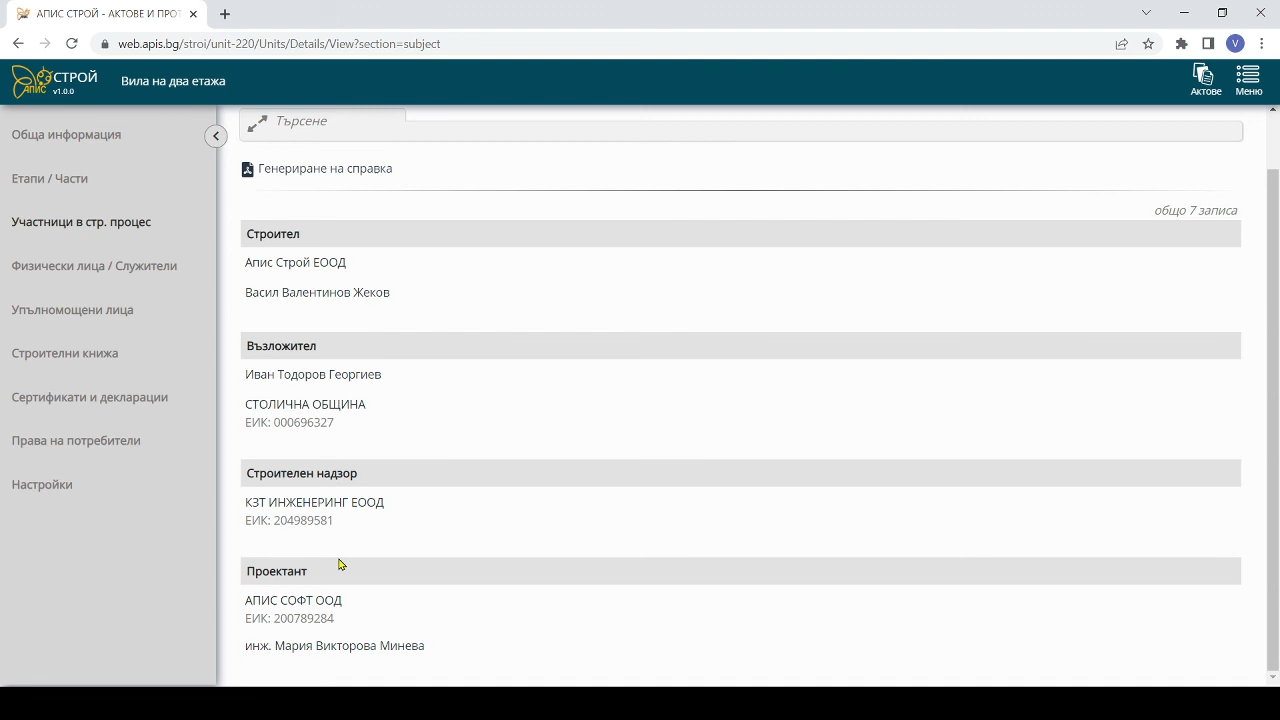 АПИС СТРОЙ - АКТОВЕ И ПРОТ
web.apis.bg/stroi/unit-220/Units/Details/View?section=subject
V
АПИС
СТРОЙ
v1.0.0
Вила на два етажа
Актове
Меню
Обща информация
Етапи / Части
Участници в стр. процес
Физически лица / Служители
Упълномощени лица
Строителни книжа
Сертификати и декларации
Права на потребители
Настройки
Търсене
Генериране на справка
общо 7 записа
Строител
Апис Строй ЕООД
Васил Валентинов Жеков
Възложител
Иван Тодоров Георгиев
СТОЛИЧНА ОБЩИНА
ЕИК: 000696327
Строителен надзор
КЗТ ИНЖЕНЕРИНГ ЕООД
ЕИК: 204989581
Проектант
АПИС СОФТ ООД
ЕИК: 200789284
инж. Мария Викторова Минева